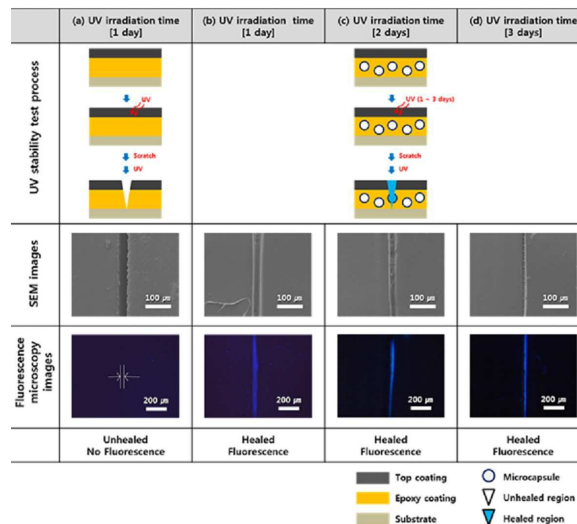 (a) UV irradiation time
[1 day]
(b) UV irradiation time
[1 day]
(c) UV irradiation time
[2 days]
(d) UV irradiation time
[3 days]
UV stability test process
UV
Scratch
UV
UV (1 ~ 3 days)
Scratch
UV
SEM images
100 μm
100 μm
100 μm
100 μm
Fluorescence
microscopy
images
200 μm
200 μm
200 μm
200 μm
Unhealed
No Fluorescence
Healed
Fluorescence
Healed
Fluorescence
Healed
Fluorescence
Top coating
Microcapsule
Epoxy coating
Unhealed region
Substrate
Healed region